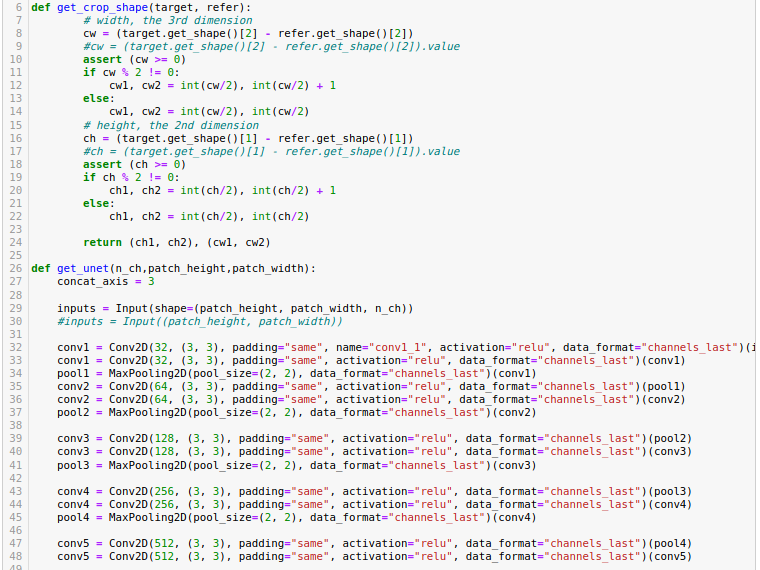 6 def get_crop_shape(target, refer):
7         # width, the 3rd dimension
8         cw = (target.get_shape()[2] - refer.get_shape()[2])
9         #cw = (target.get_shape()[2] - refer.get_shape()[2]).value
10         assert (cw >= 0)
11         if cw % 2 != 0:
12             cw1, cw2 = int(cw/2), int(cw/2) + 1
13         else:
14             cw1, cw2 = int(cw/2), int(cw/2)
15         # height, the 2nd dimension
16         ch = (target.get_shape()[1] - refer.get_shape()[1])
17         #ch = (target.get_shape()[1] - refer.get_shape()[1]).value
18         assert (ch >= 0)
19         if ch % 2 != 0:
20             ch1, ch2 = int(ch/2), int(ch/2) + 1
21         else:
22             ch1, ch2 = int(ch/2), int(ch/2)
23
24         return (ch1, ch2), (cw1, cw2)
25
26 def get_unet(n_ch,patch_height,patch_width):
27     concat_axis = 3
28
29     inputs = Input(shape=(patch_height, patch_width, n_ch))
30     #inputs = Input((patch_height, patch_width))
31
32     conv1 = Conv2D(32, (3, 3), padding="same", name="conv1_1", activation="relu", data_format="channels_last")(i
33     conv1 = Conv2D(32, (3, 3), padding="same", activation="relu", data_format="channels_last")(conv1)
34     pool1 = MaxPooling2D(pool_size=(2, 2), data_format="channels_last")(conv1)
35     conv2 = Conv2D(64, (3, 3), padding="same", activation="relu", data_format="channels_last")(pool1)
36     conv2 = Conv2D(64, (3, 3), padding="same", activation="relu", data_format="channels_last")(conv2)
37     pool2 = MaxPooling2D(pool_size=(2, 2), data_format="channels_last")(conv2)
38
39     conv3 = Conv2D(128, (3, 3), padding="same", activation="relu", data_format="channels_last")(pool2)
40     conv3 = Conv2D(128, (3, 3), padding="same", activation="relu", data_format="channels_last")(conv3)
41     pool3 = MaxPooling2D(pool_size=(2, 2), data_format="channels_last")(conv3)
42
43     conv4 = Conv2D(256, (3, 3), padding="same", activation="relu", data_format="channels_last")(pool3)
44     conv4 = Conv2D(256, (3, 3), padding="same", activation="relu", data_format="channels_last")(conv4)
45     pool4 = MaxPooling2D(pool_size=(2, 2), data_format="channels_last")(conv4)
46
47     conv5 = Conv2D(512, (3, 3), padding="same", activation="relu", data_format="channels_last")(pool4)
48     conv5 = Conv2D(512, (3, 3), padding="same", activation="relu", data_format="channels_last")(conv5)
49